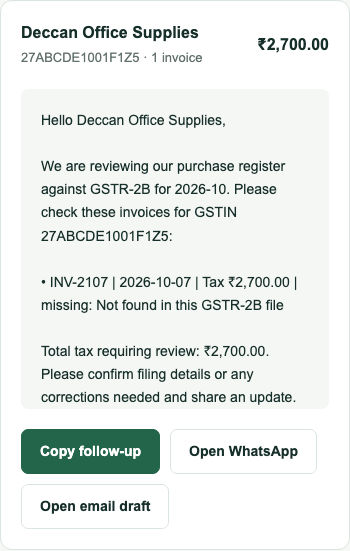 Deccan Office Supplies
27ABCDE1001F1Z5 · 1 invoice
₹2,700.00
Hello Deccan Office Supplies,
We are reviewing our purchase register
against GSTR-2B for 2026-10. Please
check these invoices for GSTIN
27ABCDE1001F1Z5:
• INV-2107 | 2026-10-07 | Tax ₹2,700.00 |
missing: Not found in this GSTR-2B file
Total tax requiring review: ₹2,700.00.
Please confirm filing details or any
corrections needed and share an update.
Copy follow-up
Open WhatsApp
Open email draft